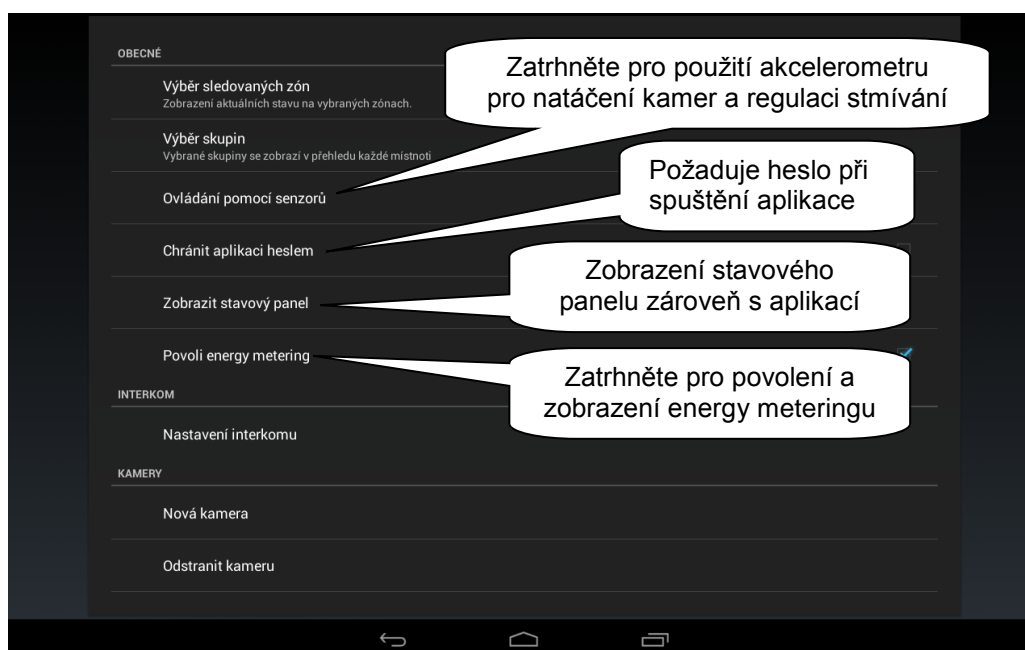 OBECNÉ
Zatrhněte pro použití akcelerometru
pro natáčení kamer a regulaci stmívání
Výběr sledovaných zón
Zobrazení aktuálních stavu na vybraných zónách.
Výběr skupin
Vybrané skupiny se zobrazí v přehledu každé místnoti
Požaduje heslo při
spuštění aplikace
Ovládání pomocí senzorů
Chránit aplikaci heslem
Zobrazení stavového
panelu zároveň s aplikací
Zobrazit stavový panel
Povoli energy metering
Zatrhněte pro povolení a
zobrazení energy meteringu
INTERKOM
Nastavení interkomu
KAMERY
Nová kamera
Odstranit kameru